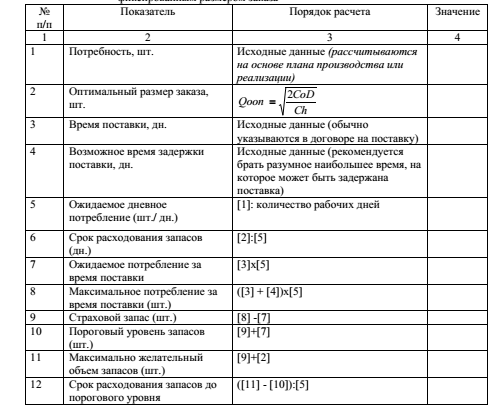 фиксированным размером заказа
№ п/п Показатель Порядок расчета Значение
1 2 3 4
1 Потребность, шт. Исходные данные (рассчитываются
на основе плана производства или
реализации)
2 Оптимальный размер заказа,
шт. Qопт = √(2CoD / Ch)
3 Время поставки, дн. Исходные данные (обычно
указываются в договоре на поставку)
4 Возможное время задержки
поставки, дн. Исходные данные (рекомендуется
брать разумное наибольшее время, на
которое может быть задержана
поставка)
5 Ожидаемое дневное
потребление (шт./ дн.) [1]: количество рабочих дней
6 Срок расходования запасов
(дн.) [2]:[5]
7 Ожидаемое потребление за
время поставки [3]х[5]
8 Максимальное потребление за
время поставки (шт.) ([3] + [4])х[5]
9 Страховой запас (шт.) [8] -[7]
10 Пороговый уровень запасов
(шт.) [9]+[7]
11 Максимально желательный
объем запасов (шт.) [9]+[2]
12 Срок расходования запасов до
порогового уровня ([11] - [10]):[5]